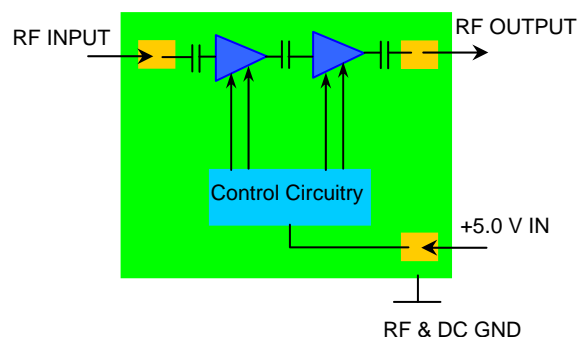 RF INPUT
RF OUTPUT
Control Circuitry
+5.0 V IN
RF & DC GND